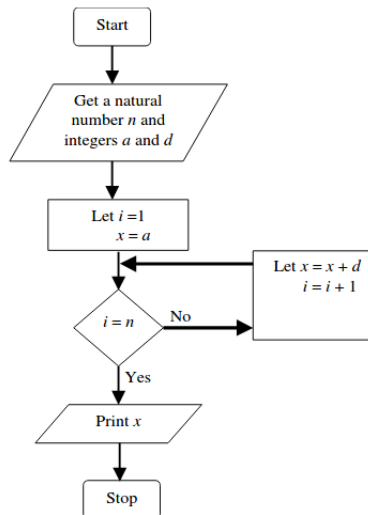 Start
Get a natural
number n and
integers a and d
Let i =1
x = a
Let x = x + d
i = i + 1
i = n
No
Yes
Print x
Stop